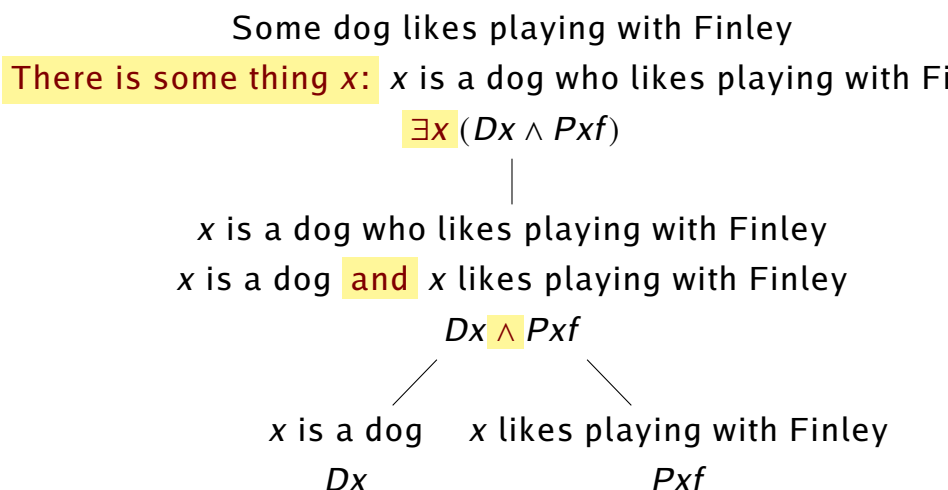 Some dog likes playing with Finley
There is some thing x: x is a dog who likes playing with
∃x (Dx ∧ Pxf)
x is a dog who likes playing with Finley
x is a dog and x likes playing with Finley
Dx ∧ Pxf
x is a dog x likes playing with Finley
Dx Pxf